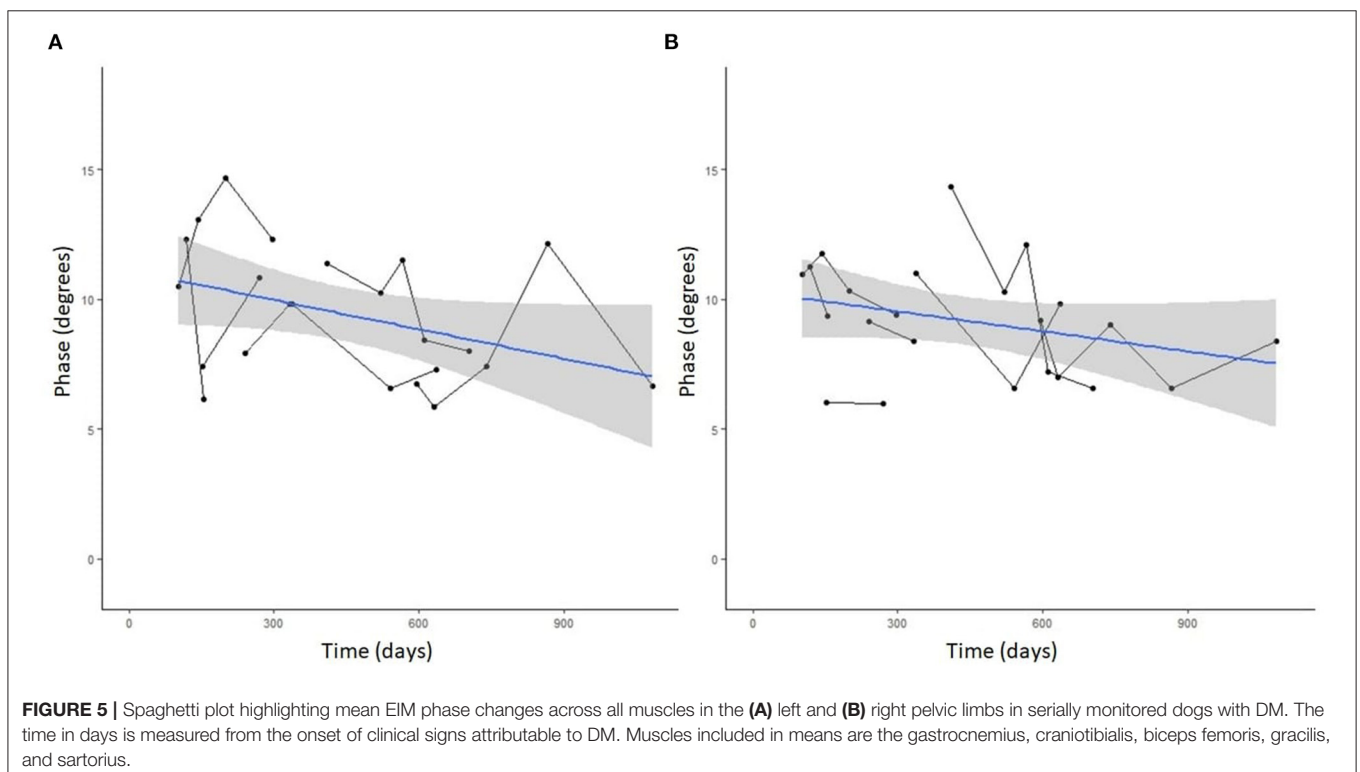 A
B
15
10
5
0
Phase (degrees)
0 300 600 900
Time (days)
15
10
5
0
Phase (degrees)
0 300 600 900
Time (days)
FIGURE 5 | Spaghetti plot highlighting mean EIM phase changes across all muscles in the (A) left and (B) right pelvic limbs in serially monitored dogs with DM. The
time in days is measured from the onset of clinical signs attributable to DM. Muscles included in means are the gastrocnemius, craniotibialis, biceps femoris, gracilis,
and sartorius.